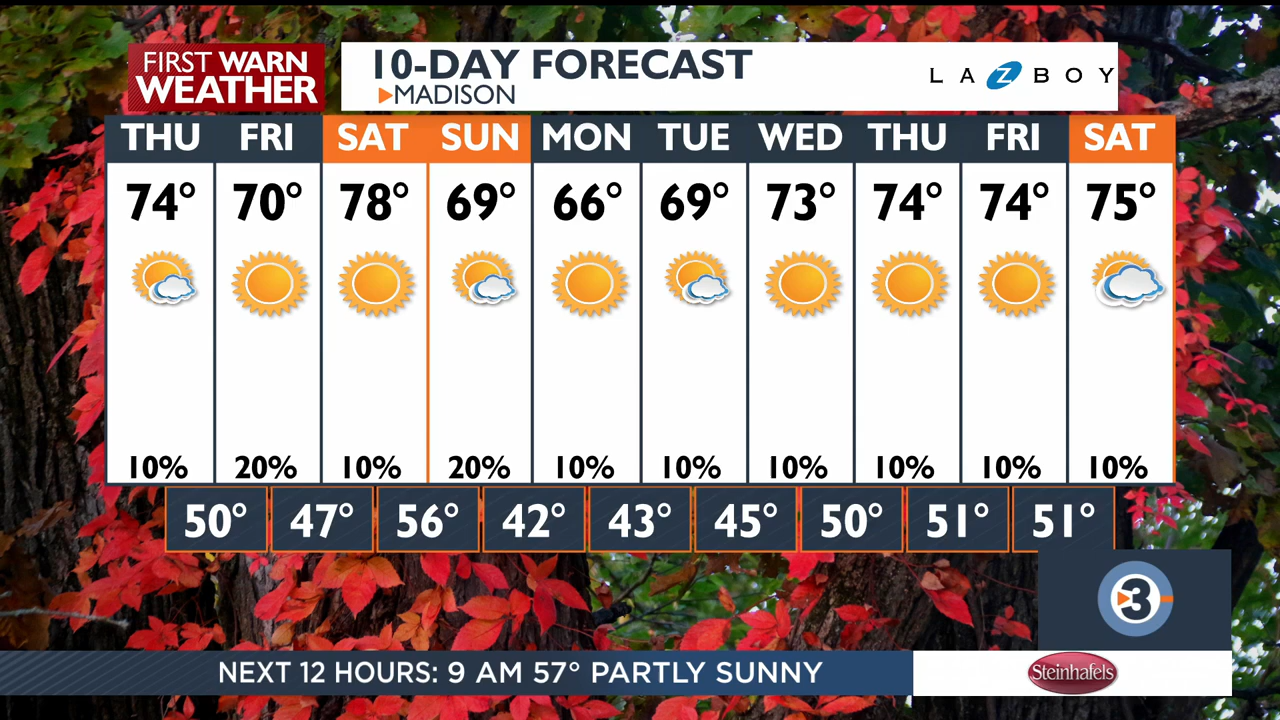 FIRST WARN
WEATHER
10-DAY FORECAST
MADISON
LA Z BOY
THU FRI SAT SUN MON TUE WED THU FRI SAT
74° 70° 78° 69° 66° 69° 73° 74° 74° 75°
10% 20% 10% 20% 10% 10% 10% 10% 10% 10%
50° 47° 56° 42° 43° 45° 50° 51° 51°
3
NEXT 12 HOURS: 9 AM 57° PARTLY SUNNY
Steinhafels